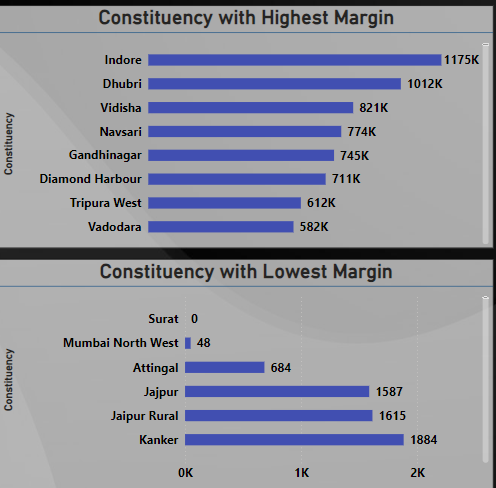 Constituency with Highest Margin
Constituency
Indore 1175K
Dhubri 1012K
Vidisha 821K
Navsari 774K
Gandhinagar 745K
Diamond Harbour 711K
Tripura West 612K
Vadodara 582K
Constituency with Lowest Margin
Constituency
Surat 0
Mumbai North West 48
Attingal 684
Jajpur 1587
Jaipur Rural 1615
Kanker 1884
0K 1K 2K